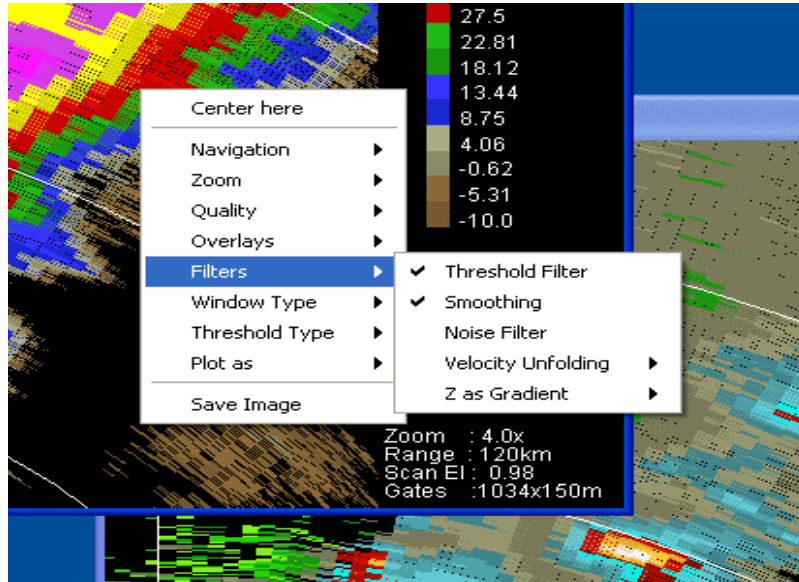 27.5
22.81
18.12
13.44
8.75
4.06
-0.62
-5.31
-10.0
Center here
Navigation
Zoom
Quality
Overlays
Filters
Window Type
Threshold Type
Plot as
Save Image
Threshold Filter
Smoothing
Noise Filter
Velocity Unfolding
Z as Gradient
Zoom : 4.0x
Range : 120km
Scan El : 0.98
Gates :1034x150m